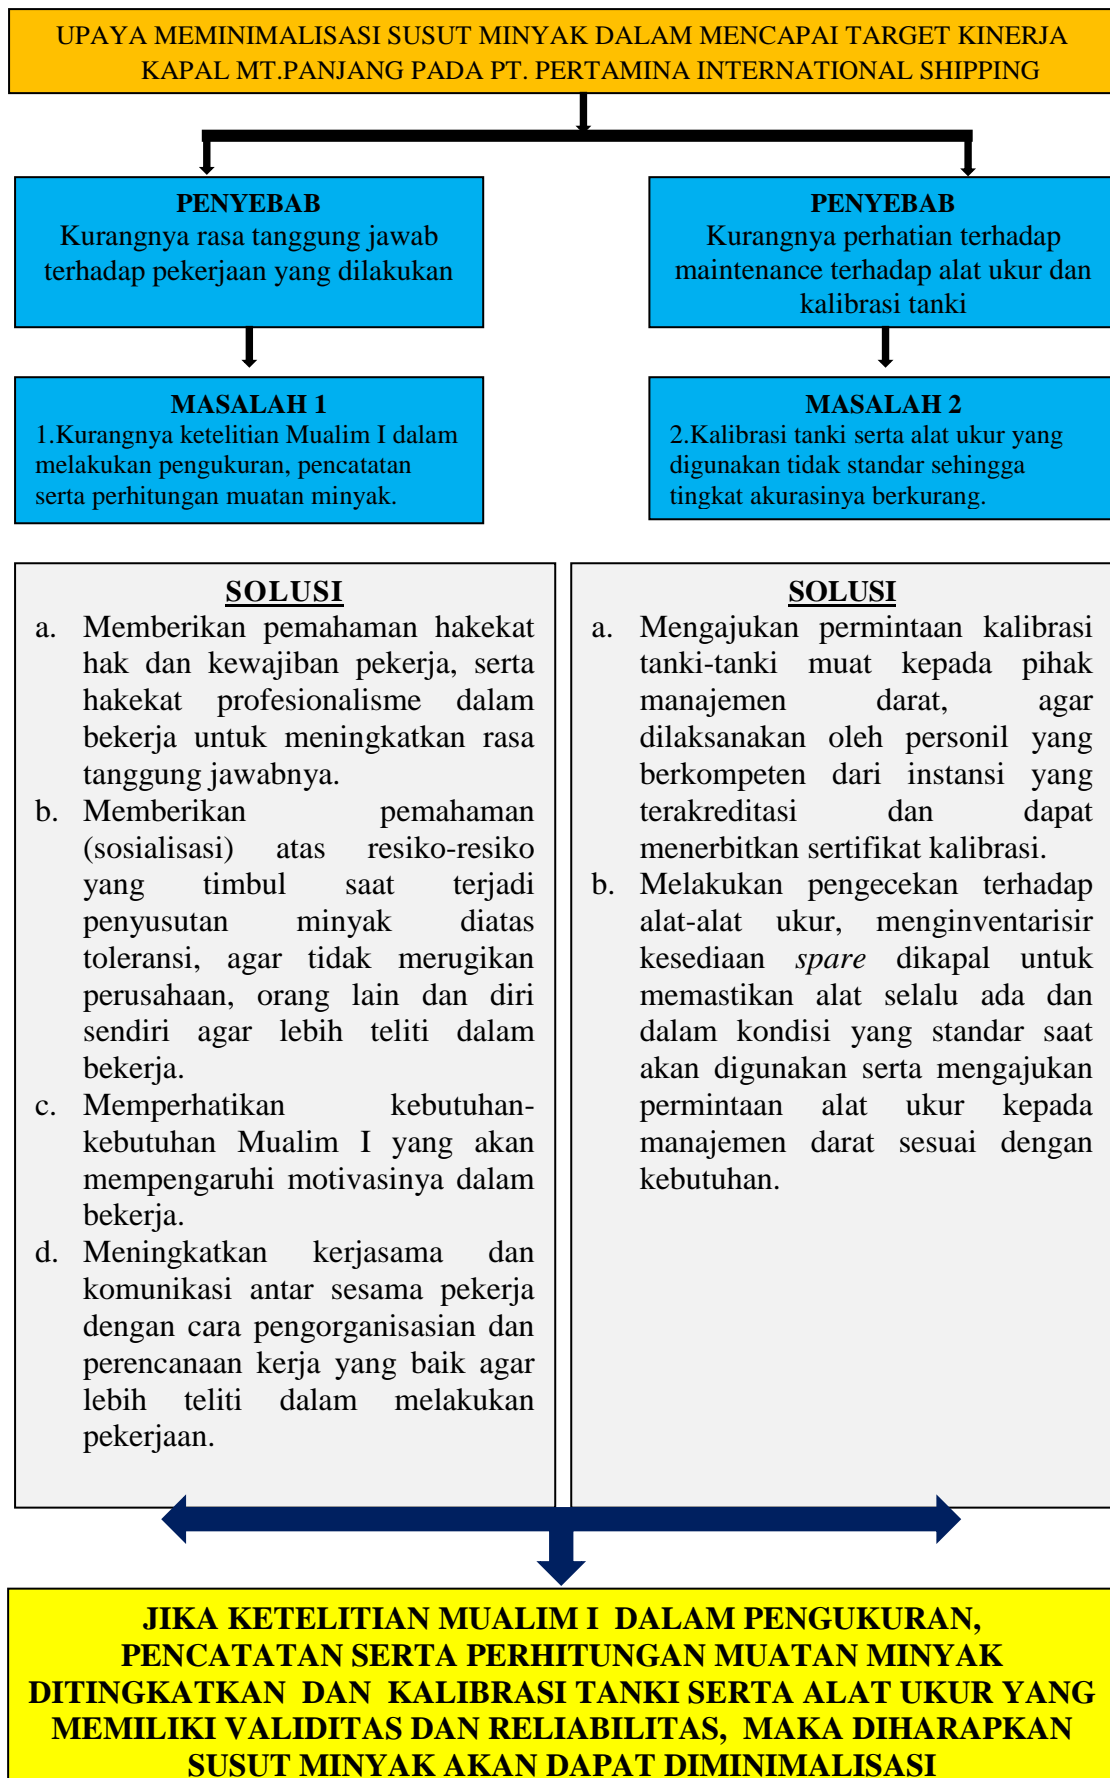 UPAYA MEMINIMALISASI SUSUT MINYAK DALAM MENCAPAI TARGET KINERJA
KAPAL MT.PANJANG PADA PT. PERTAMINA INTERNATIONAL SHIPPING
PENYEBAB
Kurangnya rasa tanggung jawab
terhadap pekerjaan yang dilakukan
PENYEBAB
Kurangnya perhatian terhadap
maintenance terhadap alat ukur dan
kalibrasi tanki
MASALAH 1
1.Kurangnya ketelitian Mualim I dalam
melakukan pengukuran, pencatatan
serta perhitungan muatan minyak.
MASALAH 2
2.Kalibrasi tanki serta alat ukur yang
digunakan tidak standar sehingga
tingkat akurasinya berkurang.
SOLUSI
a. Memberikan pemahaman hakekat
hak dan kewajiban pekerja, serta
hakekat profesionalisme dalam
bekerja untuk meningkatkan rasa
tanggung jawabnya.
b. Memberikan pemahaman
(sosialisasi) atas resiko-resiko
yang timbul saat terjadi
penyusutan minyak diatas
toleransi, agar tidak merugikan
perusahaan, orang lain dan diri
sendiri agar lebih teliti dalam
bekerja.
c. Memperhatikan kebutuhan-
kebutuhan Mualim I yang akan
mempengaruhi motivasinya dalam
bekerja.
d. Meningkatkan kerjasama dan
komunikasi antar sesama pekerja
dengan cara pengorganisasian dan
perencanaan kerja yang baik agar
lebih teliti dalam melakukan
pekerjaan.
SOLUSI
a. Mengajukan permintaan kalibrasi
tanki-tanki muat kepada pihak
manajemen darat, agar
dilaksanakan oleh personil yang
berkompeten dari instansi yang
terakreditasi dan dapat
menerbitkan sertifikat kalibrasi.
b. Melakukan pengecekan terhadap
alat-alat ukur, menginventarisir
kesediaan spare dikapal untuk
memastikan alat selalu ada dan
dalam kondisi yang standar saat
akan digunakan serta mengajukan
permintaan alat ukur kepada
manajemen darat sesuai dengan
kebutuhan.
JIKA KETELITIAN MUALIM I DALAM PENGUKURAN,
PENCATATAN SERTA PERHITUNGAN MUATAN MINYAK
DITINGKATKAN DAN KALIBRASI TANKI SERTA ALAT UKUR YANG
MEMILIKI VALIDITAS DAN RELIABILITAS, MAKA DIHARAPKAN
SUSUT MINYAK AKAN DAPAT DIMINIMALISASI